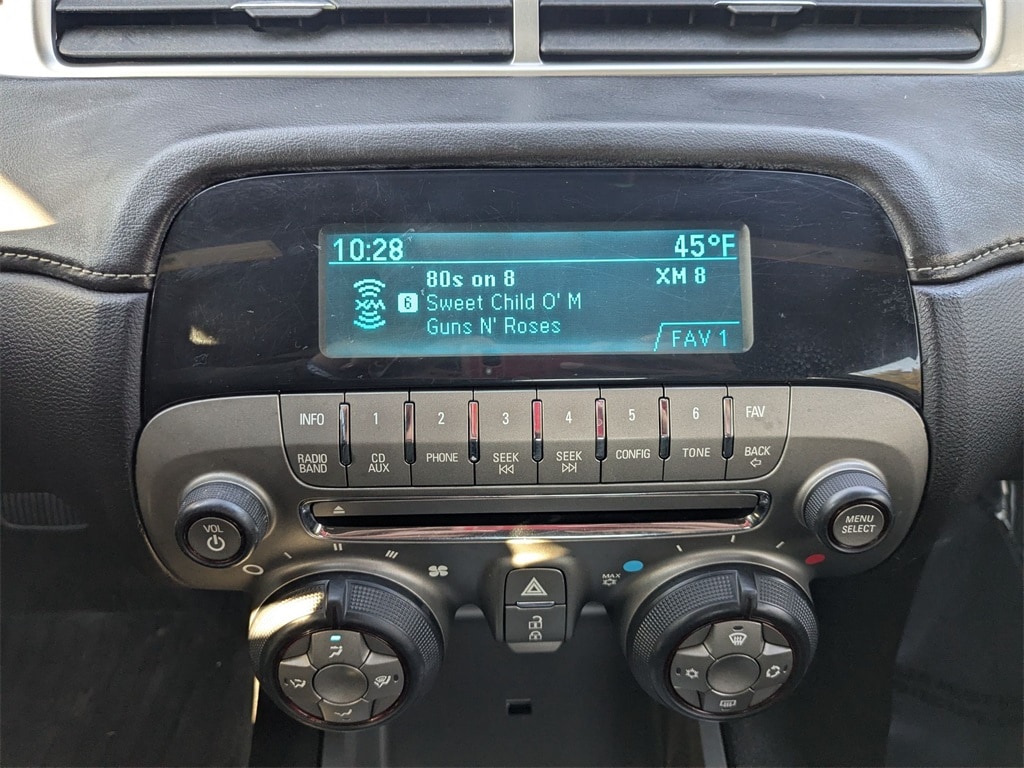 10:28 45°F
80s on 8 XM 8
XM 6 Sweet Child O' M
Guns N' Roses
FAV 1
INFO 1 2 3 4 5 6 FAV
RADIO BAND CD AUX PHONE SEEK SEEK CONFIG TONE BACK
VOL
MENU SELECT
MAX